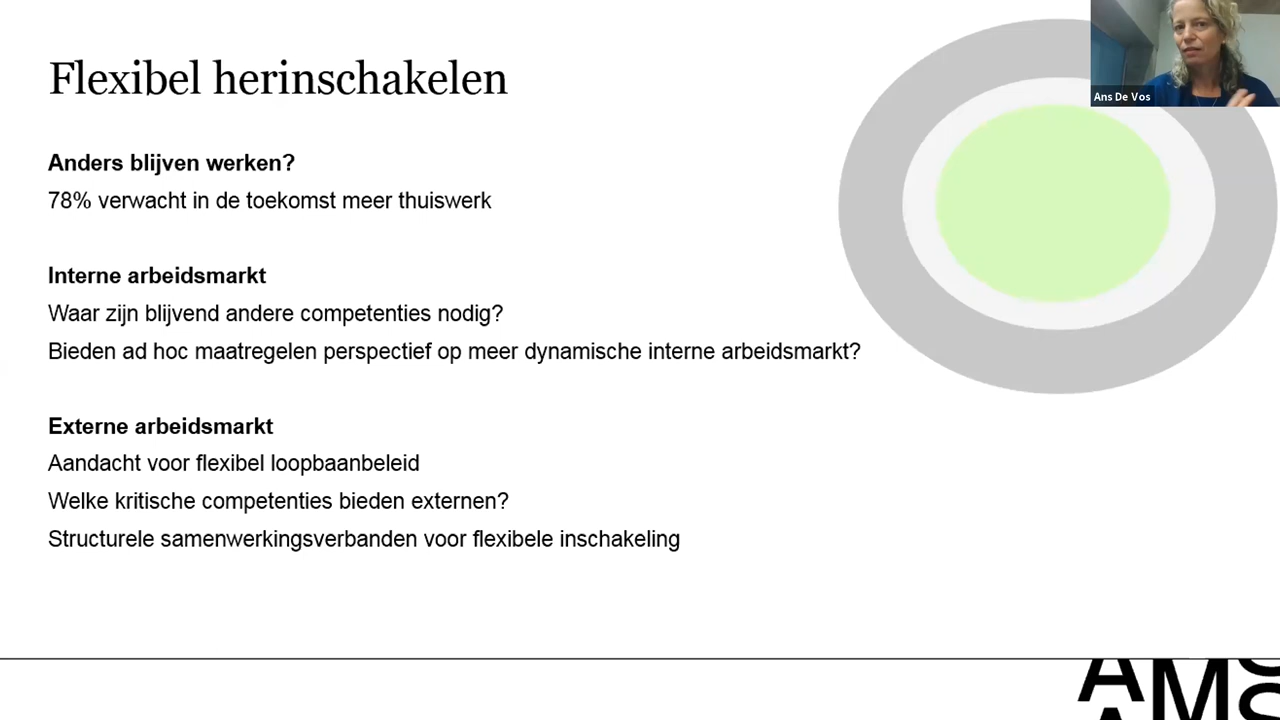 Flexibel herinschakelen
Ans De Vos
Anders blijven werken?
78% verwacht in de toekomst meer thuiswerk
Interne arbeidsmarkt
Waar zijn blijvend andere competenties nodig?
Bieden ad hoc maatregelen perspectief op meer dynamische interne arbeidsmarkt?
Externe arbeidsmarkt
Aandacht voor flexibel loopbaanbeleid
Welke kritische competenties bieden externen?
Structurele samenwerkingsverbanden voor flexibele inschakeling
AMS